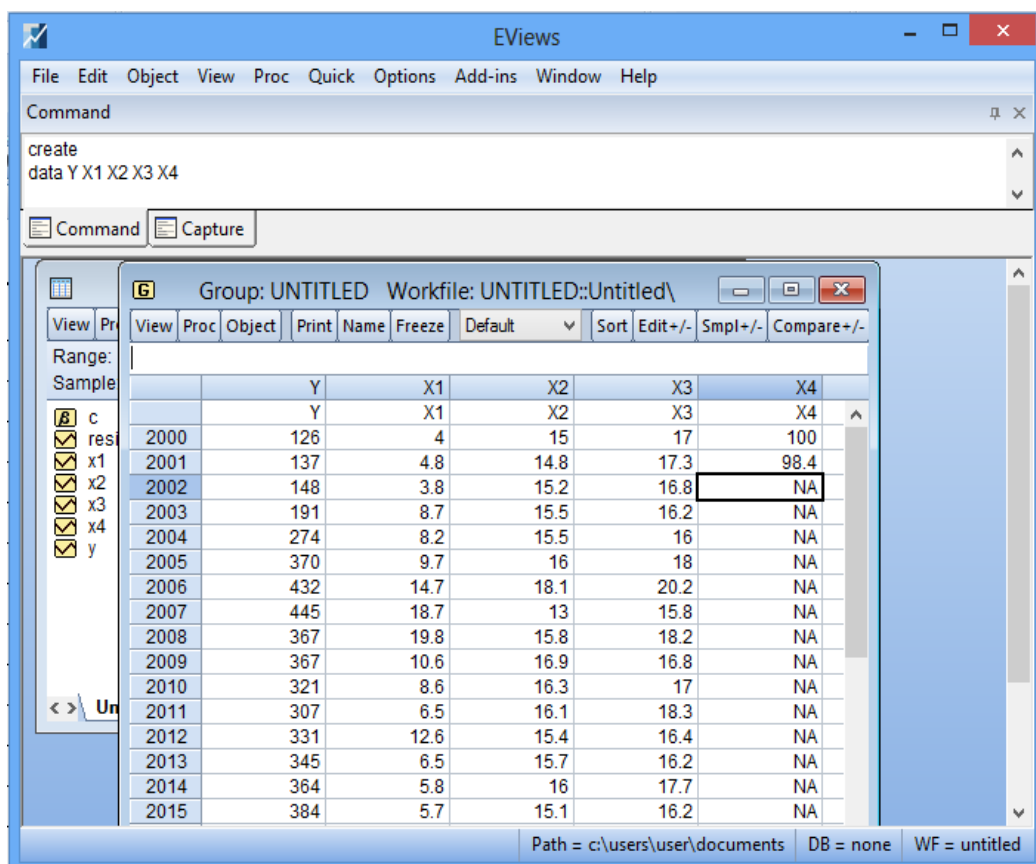 EViews
File Edit Object View Proc Quick Options Add-ins Window Help
Command
create
data Y X1 X2 X3 X4
Command Capture
Group: UNTITLED Workfile: UNTITLED::Untitled\
View Pr
View Proc Object Print Name Freeze Default Sort Edit+/- Smpl+/- Compare+/-
Range:
Sample
c
resi
x1
x2
x3
x4
y
Un
Y X1 X2 X3 X4
Y X1 X2 X3 X4
2000 126 4 15 17 100
2001 137 4.8 14.8 17.3 98.4
2002 148 3.8 15.2 16.8 NA
2003 191 8.7 15.5 16.2 NA
2004 274 8.2 15.5 16 NA
2005 370 9.7 16 18 NA
2006 432 14.7 18.1 20.2 NA
2007 445 18.7 13 15.8 NA
2008 367 19.8 15.8 18.2 NA
2009 367 10.6 16.9 16.8 NA
2010 321 8.6 16.3 17 NA
2011 307 6.5 16.1 18.3 NA
2012 331 12.6 15.4 16.4 NA
2013 345 6.5 15.7 16.2 NA
2014 364 5.8 16 17.7 NA
2015 384 5.7 15.1 16.2 NA
Path = c:\users\user\documents DB = none WF = untitled